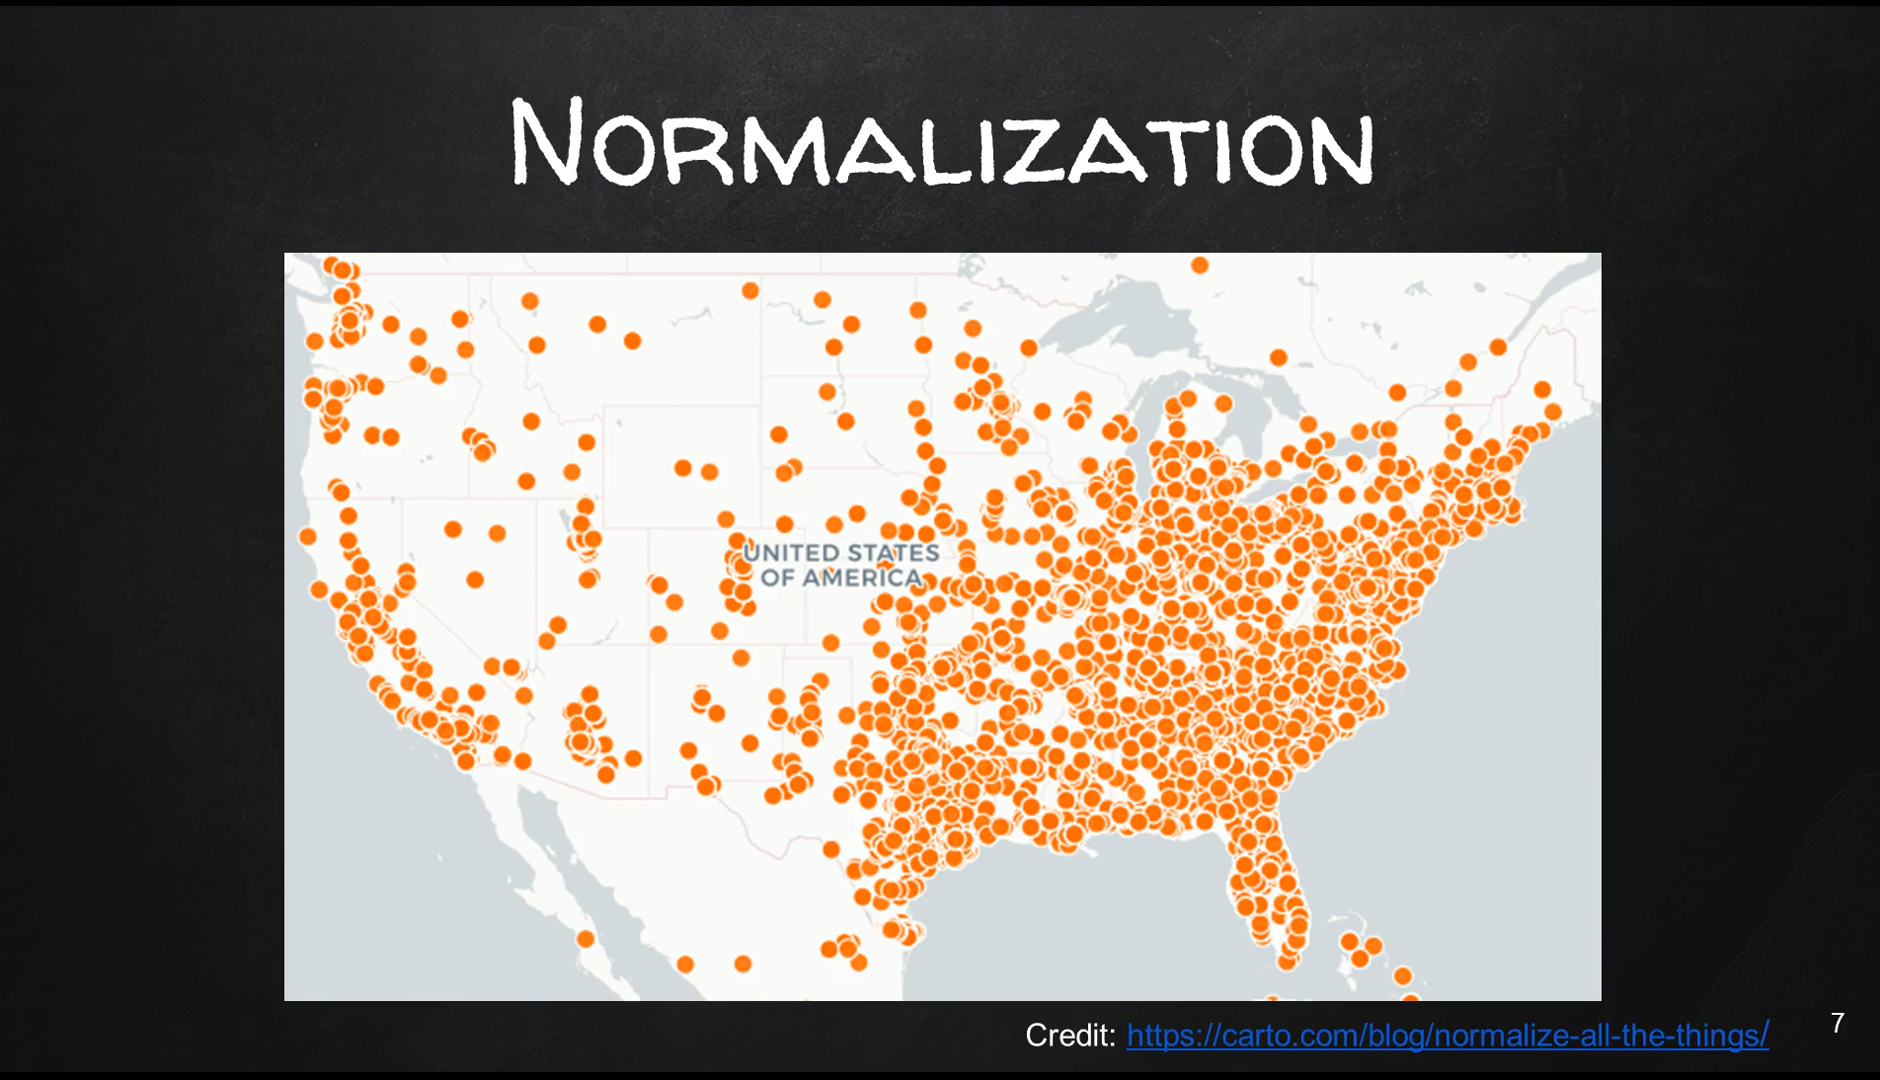 NORMALIZATION
UNITED STATES
OF AMERICA
Credit: https://carto.com/blog/normalize-all-the-things/
7